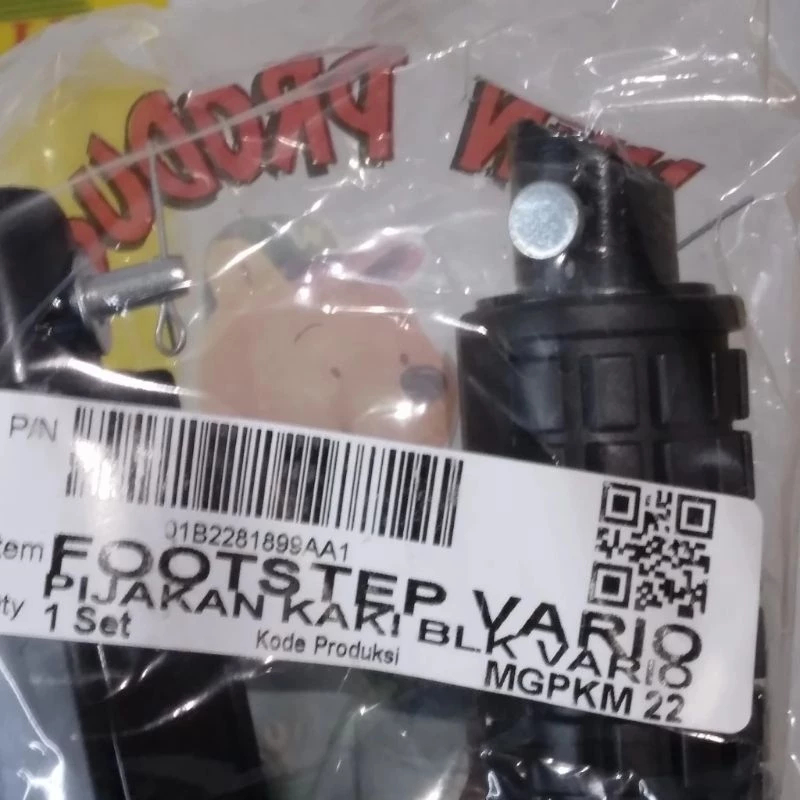 P/N
01B2281899AA1
FOOTSTEP VARIO
PIJAKAN KAKI BLK VARIO
1 Set
Kode Produksi
MGPKM 22